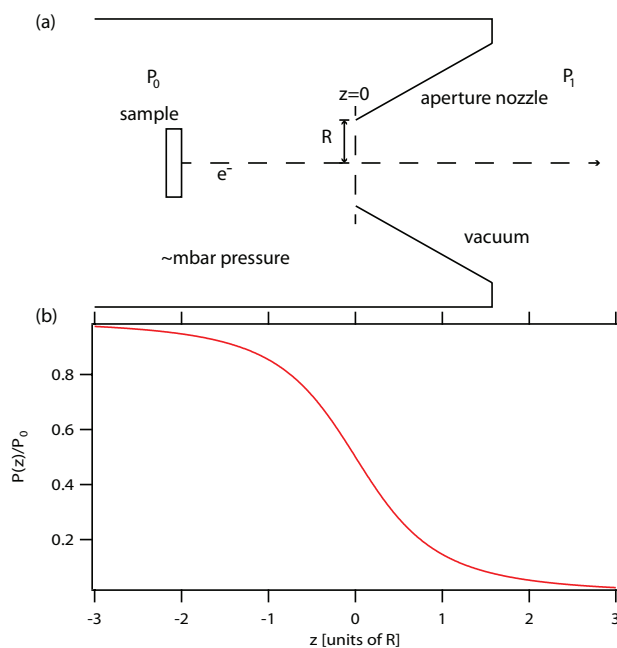 (a)
P0
P1
z=0
aperture nozzle
sample
R
e-
vacuum
~mbar pressure
(b)
0.8
0.6
0.4
0.2
P(z)/P0
-3 -2 -1 0 1 2 3
z [units of R]